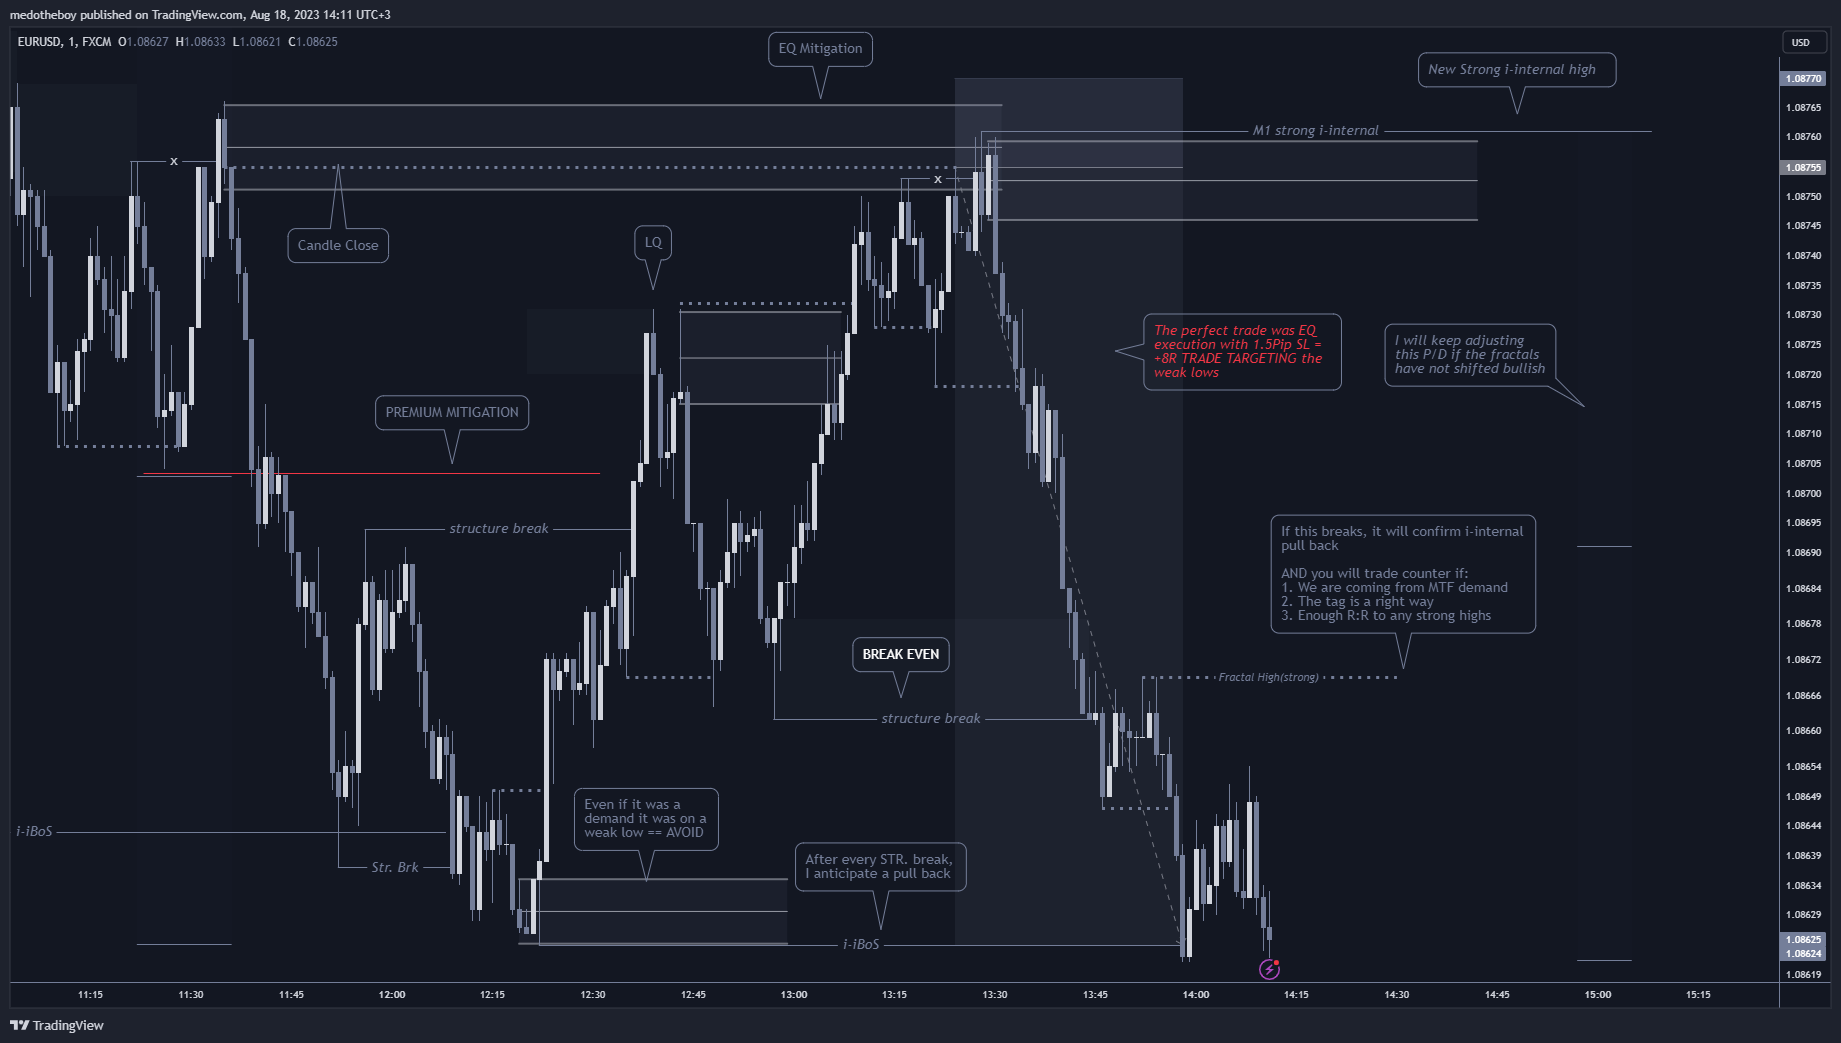 medotheboy published on TradingView.com, Aug 18, 2023 14:11 UTC+3
EURUSD, 1, FXCM O1.08627 H1.08633 L1.08621 C1.08625
USD
EQ Mitigation
New Strong i-internal high
M1 strong i-internal
x
x
Candle Close
LQ
The perfect trade was EQ
execution with 1.5Pip SL =
+8R TRADE TARGETING the
weak lows
I will keep adjusting
this P/D if the fractals
have not shifted bullish
PREMIUM MITIGATION
structure break
If this breaks, it will confirm i-internal
pull back
AND you will trade counter if:
1. We are coming from MTF demand
2. The tag is a right way
3. Enough R:R to any strong highs
BREAK EVEN
Fractal High(strong)
structure break
Even if it was a
demand it was on a
weak low == AVOID
i-iBoS
Str. Brk
After every STR. break,
I anticipate a pull back
i-iBoS
1.08770
1.08765
1.08760
1.08755
1.08750
1.08745
1.08740
1.08735
1.08730
1.08725
1.08720
1.08715
1.08710
1.08705
1.08700
1.08695
1.08690
1.08684
1.08678
1.08672
1.08666
1.08660
1.08654
1.08649
1.08644
1.08639
1.08634
1.08629
1.08625
1.08624
1.08619
11:15 11:30 11:45 12:00 12:15 12:30 12:45 13:00 13:15 13:30 13:45 14:00 14:15 14:30 14:45 15:00 15:15
TradingView